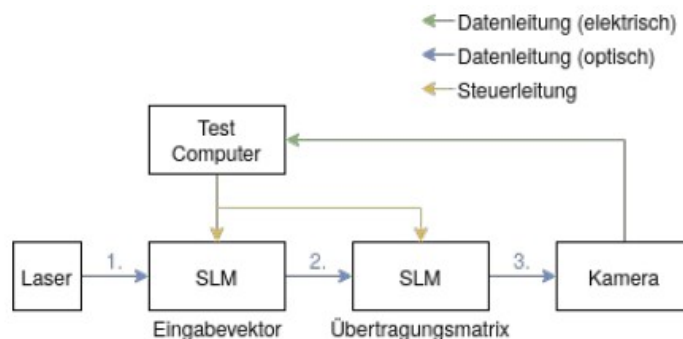 Datenleitung (elektrisch)
Datenleitung (optisch)
Steuerleitung
Test
Computer
Laser
1.
SLM
2.
SLM
3.
Kamera
Eingabevektor
Übertragungsmatrix